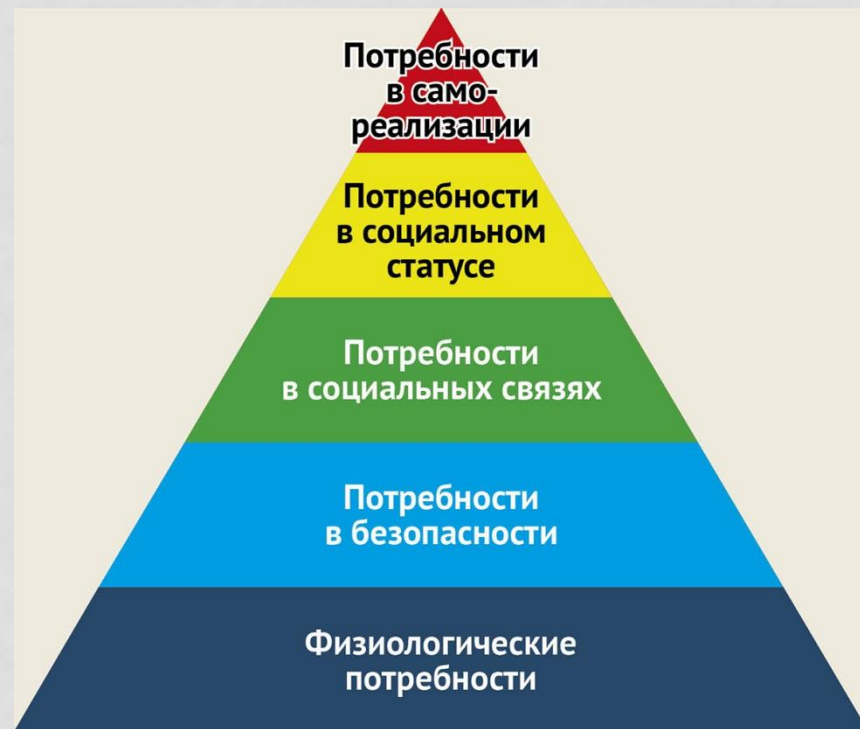 Потребности
в само-
реализации
Потребности
в социальном
статусе
Потребности
в социальных связях
Потребности
в безопасности
Физиологические
потребности